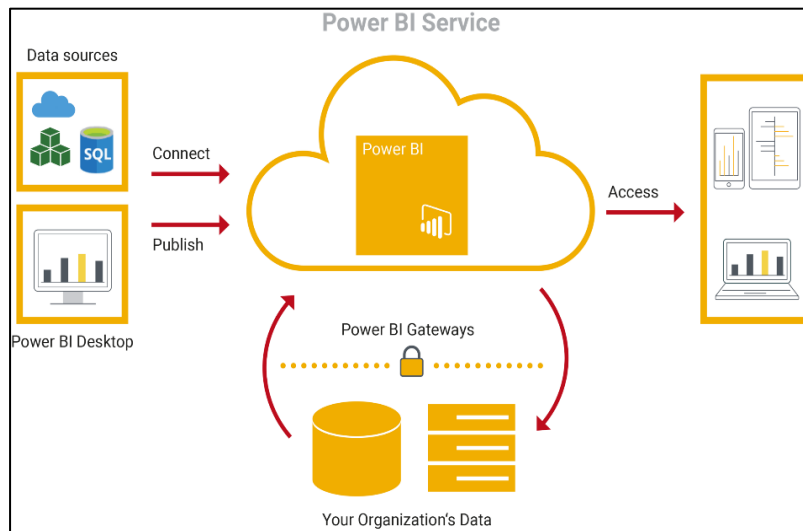 Power BI Service
Data sources
SQL
Connect
Power BI
Access
Publish
Power BI Desktop
Power BI Gateways
Your Organization's Data